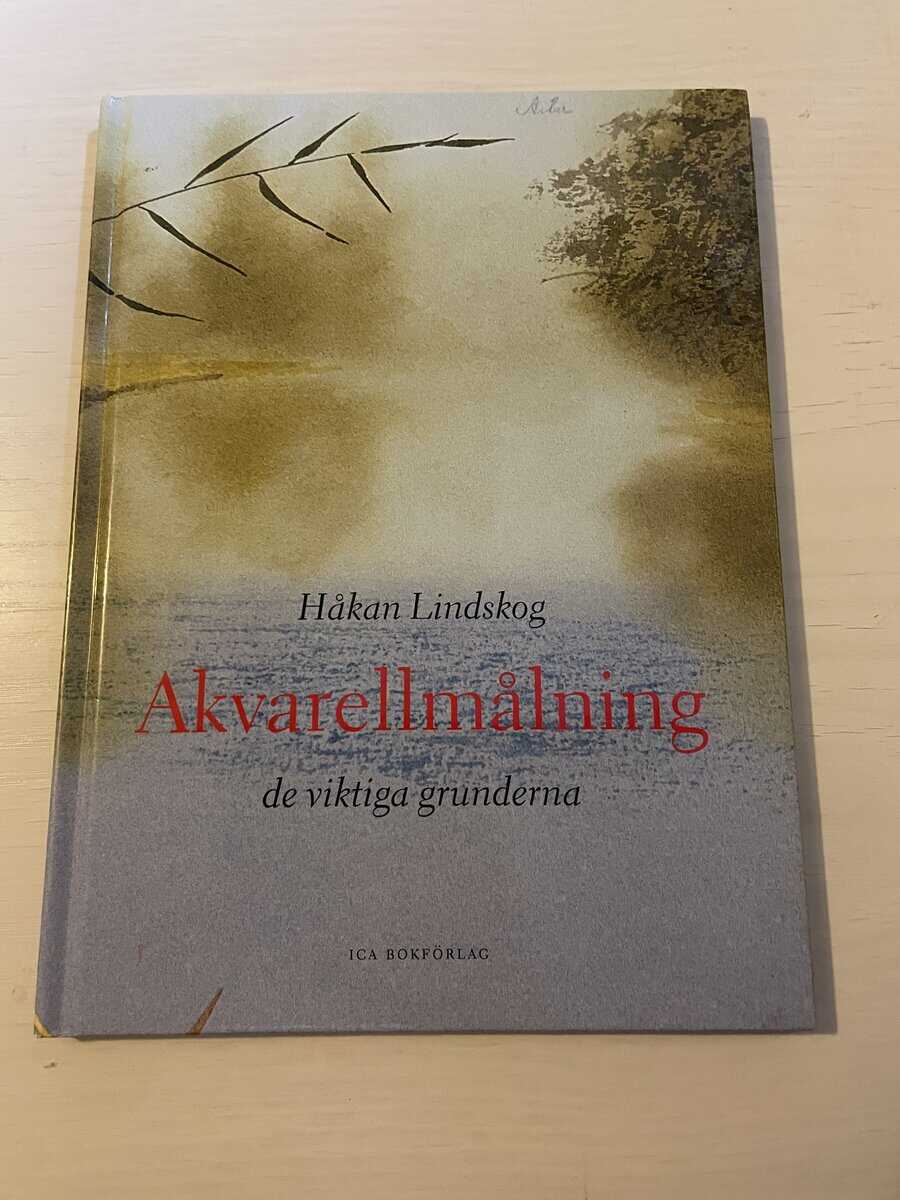 Håkan Lindskog
Akvarellmålning
de viktiga grunderna
ICA BOKFÖRLAG